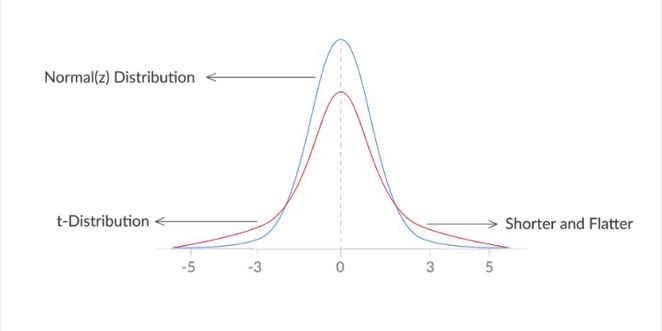 Normal(z) Distribution
t-Distribution
Shorter and Flatter
-5 -3 0 3 5